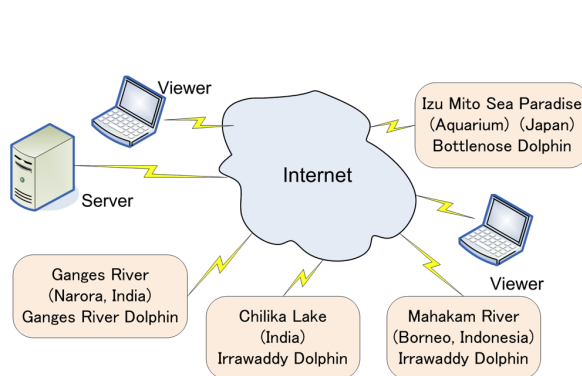 Viewer
Izu Mito Sea Paradise
(Aquarium) (Japan)
Bottlenose Dolphin
Internet
Server
Viewer
Ganges River
(Narora, India)
Ganges River Dolphin
Chilika Lake
(India)
Irrawaddy Dolphin
Mahakam River
(Borneo, Indonesia)
Irrawaddy Dolphin